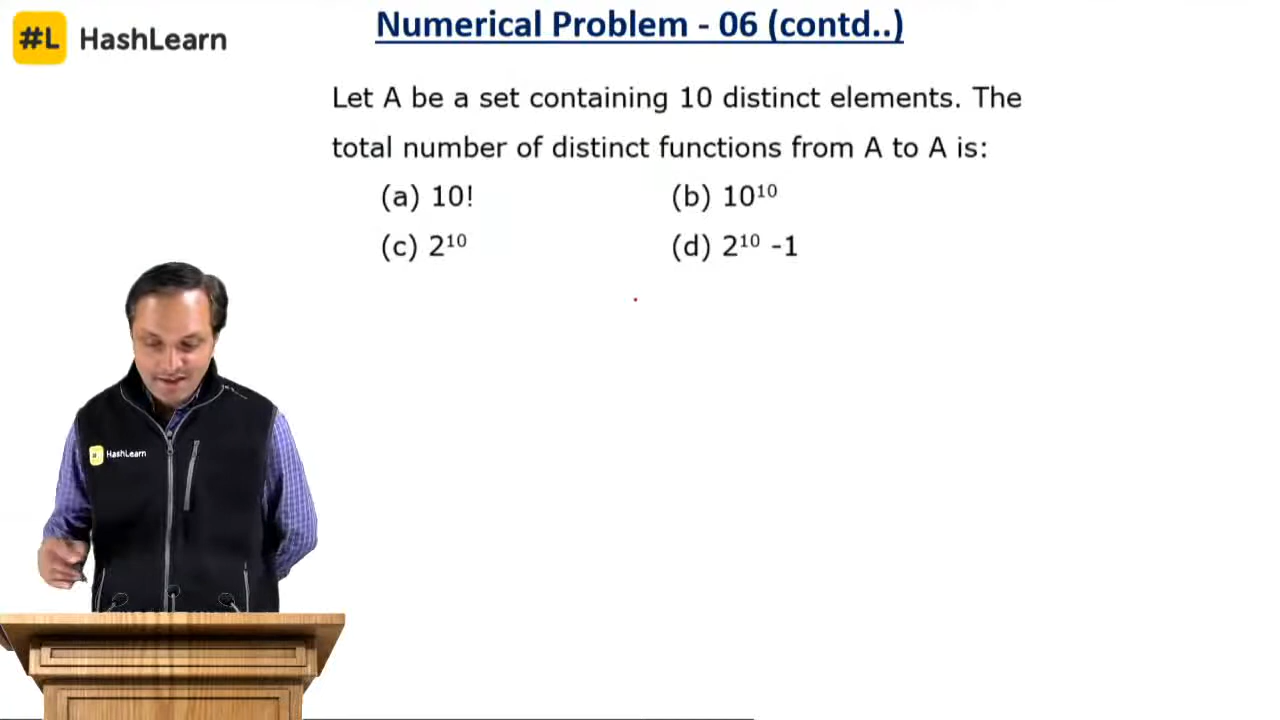 #L HashLearn
Numerical Problem - 06 (contd..)
Let A be a set containing 10 distinct elements. The
total number of distinct functions from A to A is:
(a) 10! (b) 10¹⁰
(c) 2¹⁰ (d) 2¹⁰ -1
HashLearn